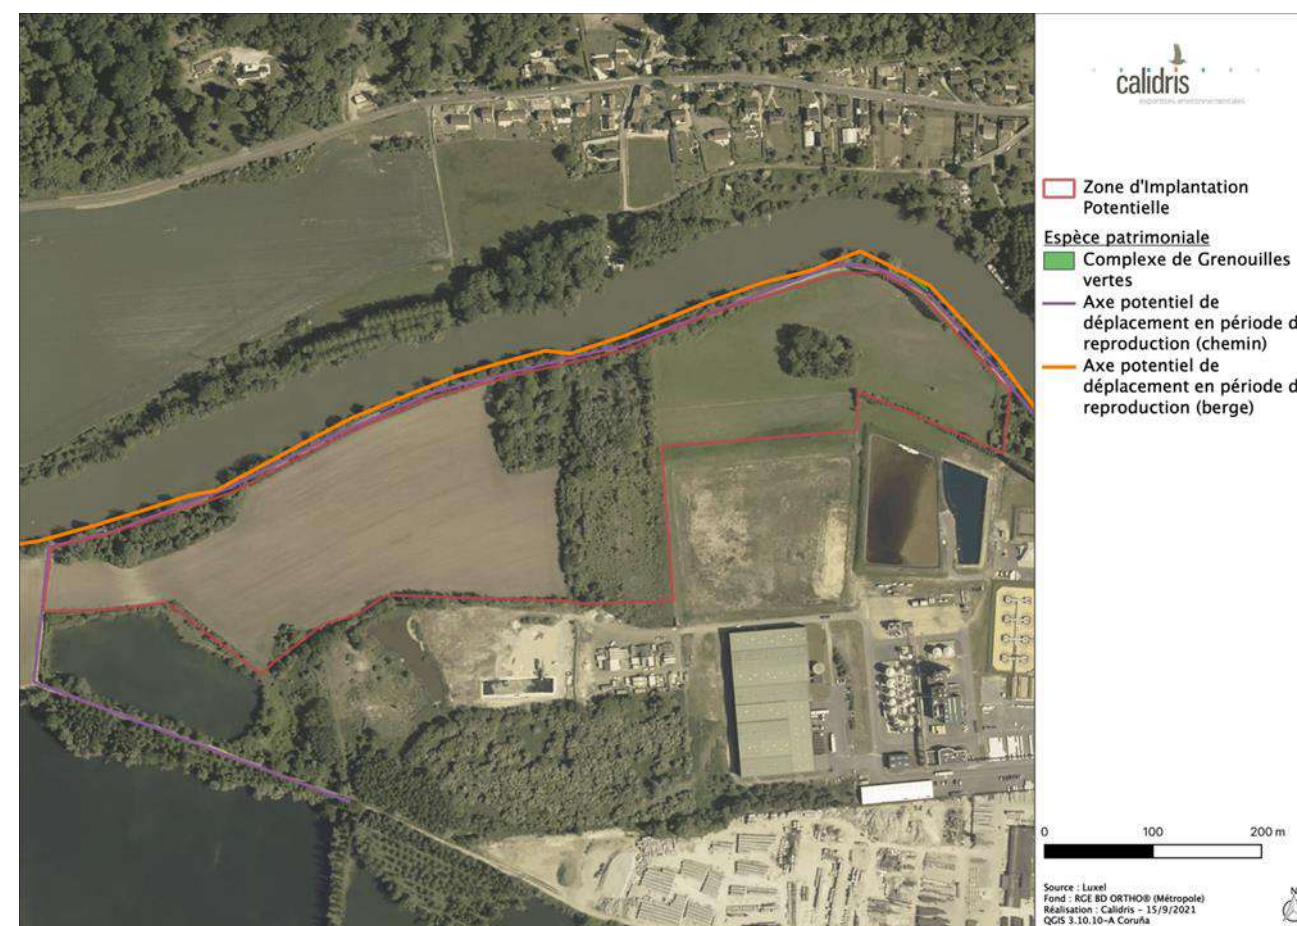 calidris
expertises environnementales
Zone d'Implantation
Potentielle
Espèce patrimoniale
Complexe de Grenouilles
vertes
Axe potentiel de
déplacement en période d
reproduction (chemin)
Axe potentiel de
déplacement en période d
reproduction (berge)
0 100 200 m
Source : Luxel
Fond : RGE BD ORTHO® (Métropole)
Réalisation : Calidris - 15/9/2021
QGIS 3.10.10-A Coruña
N